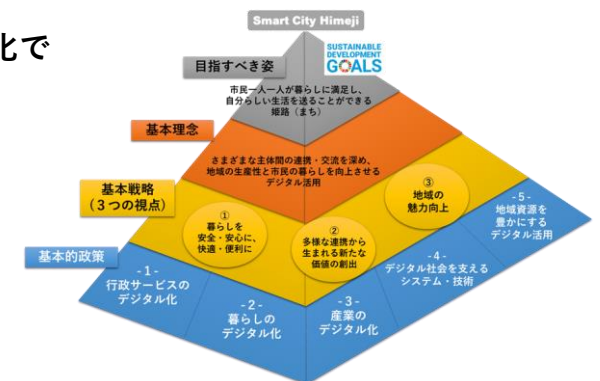 化で
Smart City Himeji
SUSTAINABLE
DEVELOPMENT
GOALS
目指すべき姿
市民一人一人が暮らしに満足し、
自分らしい生活を送ることができる
姫路（まち）
基本理念
さまざまな主体間の連携・交流を深め、
地域の生産性と市民の暮らしを向上させる
デジタル活用
基本戦略
（３つの視点）
①
暮らしを
安全・安心に、
快適・便利に
②
多様な連携から
生まれる新たな
価値の創出
③
地域の
魅力向上
基本的政策
-１-
行政サービスの
デジタル化
-２-
暮らしの
デジタル化
-３-
産業の
デジタル化
-４-
デジタル社会を支える
システム・技術
-５-
地域資源を
豊かにする
デジタル活用